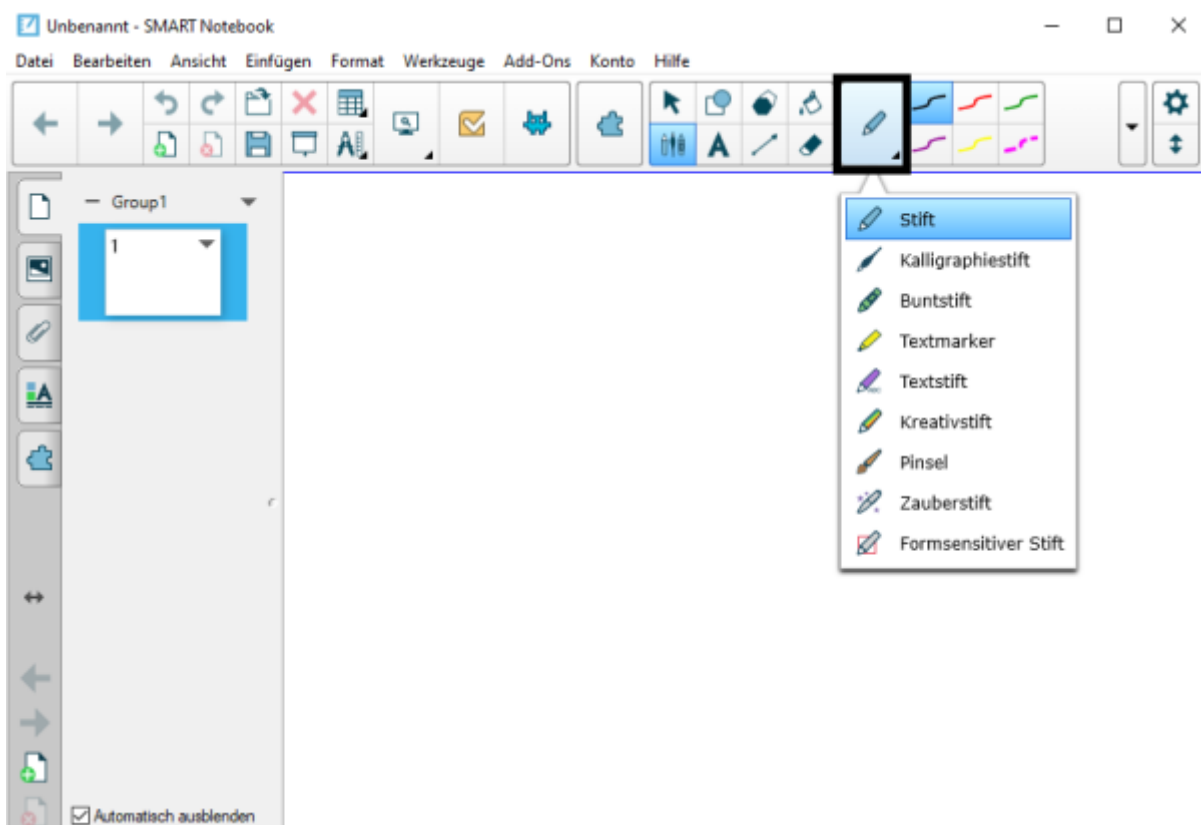 Unbenannt - SMART Notebook
Datei Bearbeiten Ansicht Einfügen Format Werkzeuge Add-Ons Konto Hilfe
Group1
1
Stift
Kalligraphiestift
Buntstift
Textmarker
Textstift
Kreativstift
Pinsel
Zauberstift
Formsensitiver Stift
Automatisch ausblenden